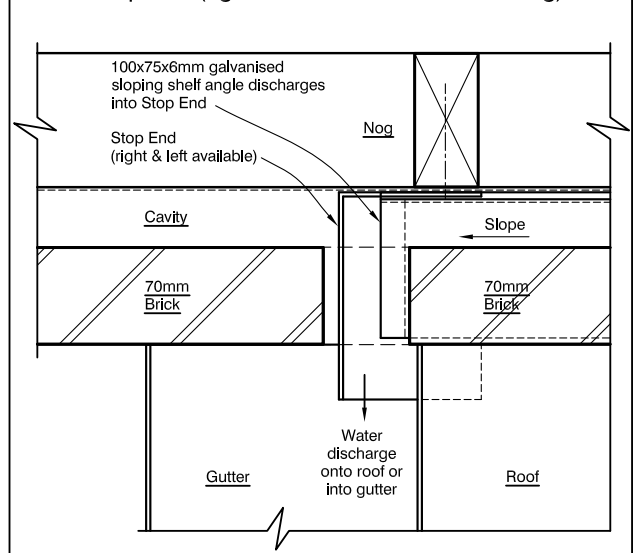 100x75x6mm galvanised
sloping shelf angle discharges
into Stop End
Nog
Stop End
(right & left available)
Cavity
Slope
70mm
Brick
70mm
Brick
Water
discharge
onto roof or
into gutter
Gutter
Roof